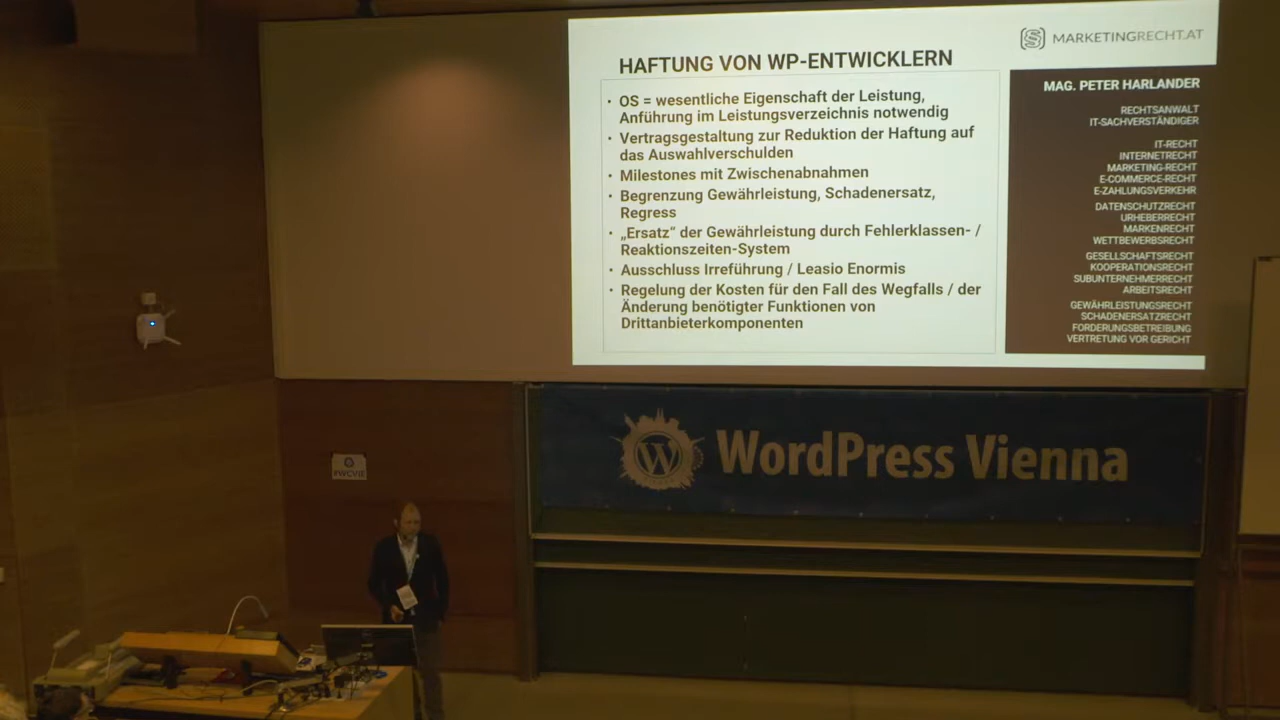 MARKETINGRECHT.AT
HAFTUNG VON WP-ENTWICKLERN
• OS = wesentliche Eigenschaft der Leistung,
Anführung im Leistungsverzeichnis notwendig
• Vertragsgestaltung zur Reduktion der Haftung auf
das Auswahlverschulden
• Milestones mit Zwischenabnahmen
• Begrenzung Gewährleistung, Schadenersatz,
Regress
• „Ersatz“ der Gewährleistung durch Fehlerklassen- /
Reaktionszeiten-System
• Ausschluss Irreführung / Leasio Enormis
• Regelung der Kosten für den Fall des Wegfalls / der
Änderung benötigter Funktionen von
Drittanbieterkomponenten
MAG. PETER HARLANDER
RECHTSANWALT
IT-SACHVERSTÄNDIGER
IT-RECHT
INTERNETRECHT
MARKETING-RECHT
E-COMMERCE-RECHT
E-ZAHLUNGSVERKEHR
DATENSCHUTZRECHT
URHEBERRECHT
MARKENRECHT
WETTBEWERBSRECHT
GESELLSCHAFTSRECHT
KOOPERATIONSRECHT
SUBUNTERNEHMERRECHT
ARBEITSRECHT
GEWÄHRLEISTUNGSRECHT
SCHADENERSATZRECHT
FORDERUNGSBETREIBUNG
VERTRETUNG VOR GERICHT
WordPress Vienna
#WCVIE